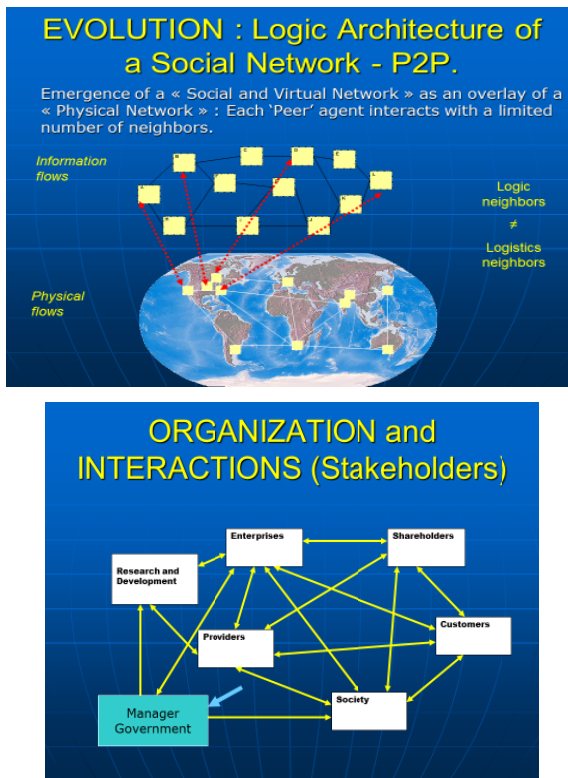 EVOLUTION : Logic Architecture of
a Social Network - P2P.
Emergence of a « Social and Virtual Network » as an overlay of a
« Physical Network » : Each ‘Peer’ agent interacts with a limited
number of neighbors.
Information
flows
Logic
neighbors
≠
Logistics
neighbors
Physical
flows
ORGANIZATION and
INTERACTIONS (Stakeholders)
Enterprises
Shareholders
Research and
Development
Customers
Providers
Society
Manager
Government